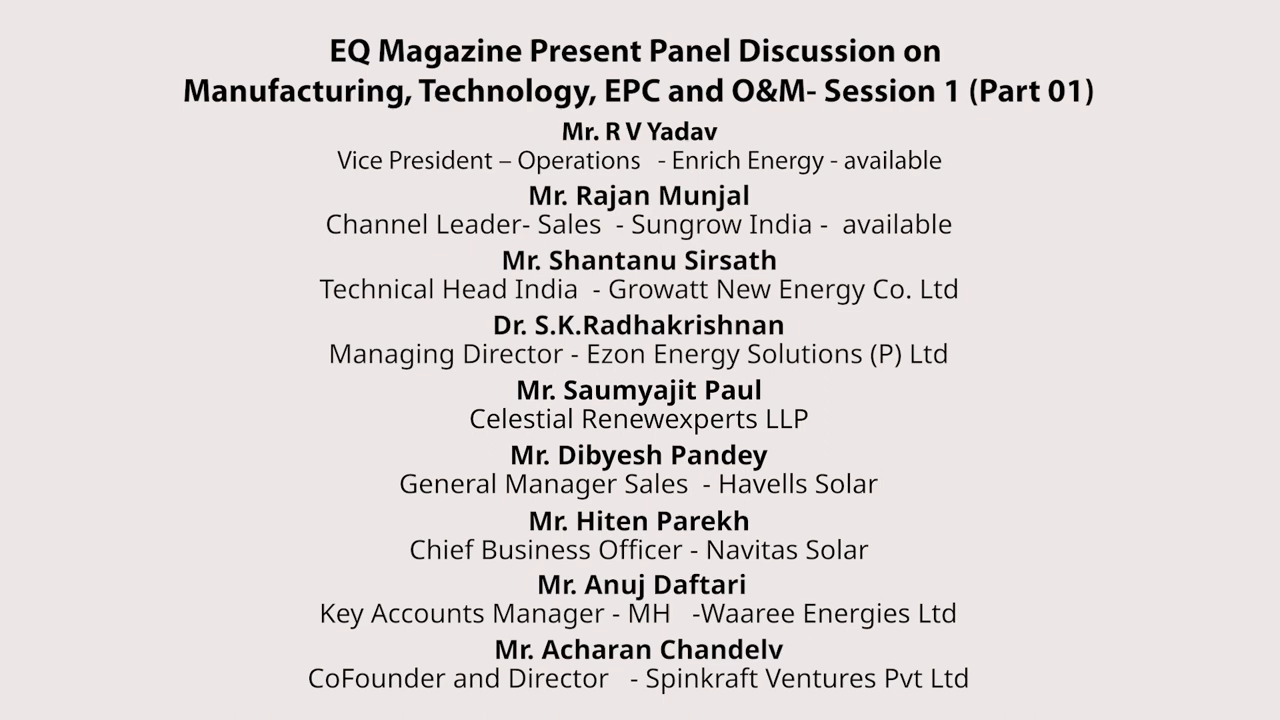 EQ Magazine Present Panel Discussion on
Manufacturing, Technology, EPC and O&M- Session 1 (Part 01)
Mr. R V Yadav
Vice President – Operations - Enrich Energy - available
Mr. Rajan Munjal
Channel Leader- Sales - Sungrow India - available
Mr. Shantanu Sirsath
Technical Head India - Growatt New Energy Co. Ltd
Dr. S.K.Radhakrishnan
Managing Director - Ezon Energy Solutions (P) Ltd
Mr. Saumyajit Paul
Celestial Renewexperts LLP
Mr. Dibyesh Pandey
General Manager Sales - Havells Solar
Mr. Hiten Parekh
Chief Business Officer - Navitas Solar
Mr. Anuj Daftari
Key Accounts Manager - MH -Waaree Energies Ltd
Mr. Acharan Chandelv
CoFounder and Director - Spinkraft Ventures Pvt Ltd